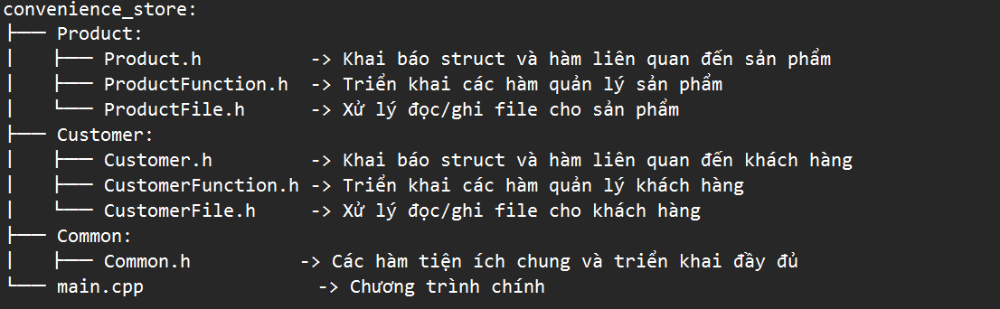 convenience_store:
├── Product:
│   ├── Product.h          -> Khai báo struct và hàm liên quan đến sản phẩm
│   ├── ProductFunction.h  -> Triển khai các hàm quản lý sản phẩm
│   └── ProductFile.h      -> Xử lý đọc/ghi file cho sản phẩm
├── Customer:
│   ├── Customer.h         -> Khai báo struct và hàm liên quan đến khách hàng
│   ├── CustomerFunction.h -> Triển khai các hàm quản lý khách hàng
│   └── CustomerFile.h     -> Xử lý đọc/ghi file cho khách hàng
├── Common:
│   ├── Common.h          -> Các hàm tiện ích chung và triển khai đầy đủ
└── main.cpp               -> Chương trình chính